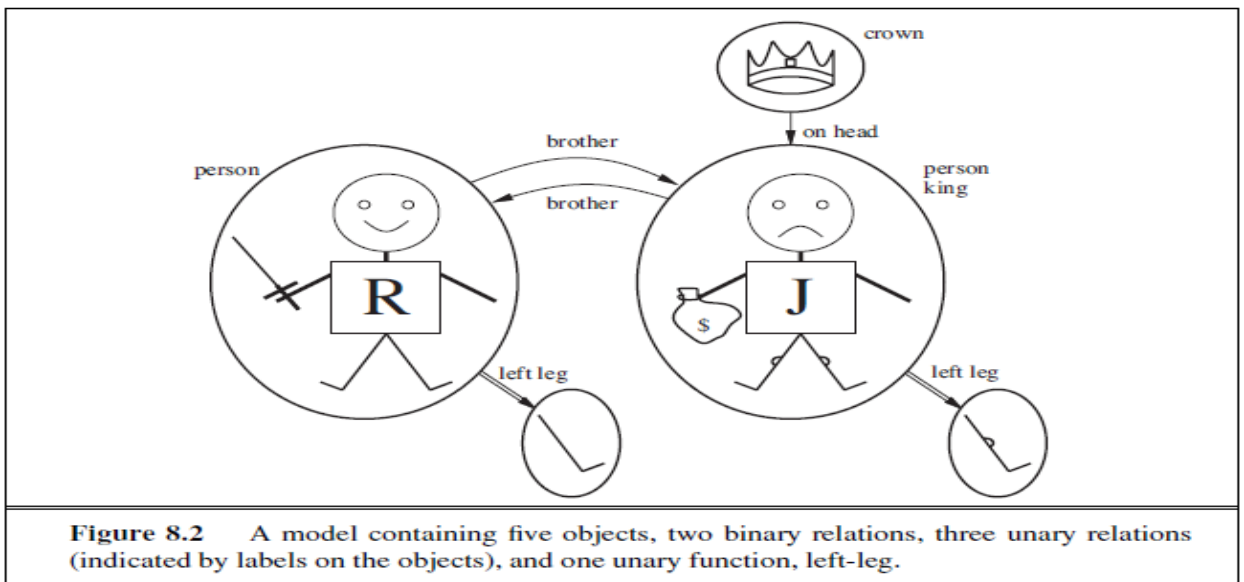 crown
on head
brother
person
person
king
brother
R
J
$
left leg
left leg
Figure 8.2 A model containing five objects, two binary relations, three unary relations
(indicated by labels on the objects), and one unary function, left-leg.